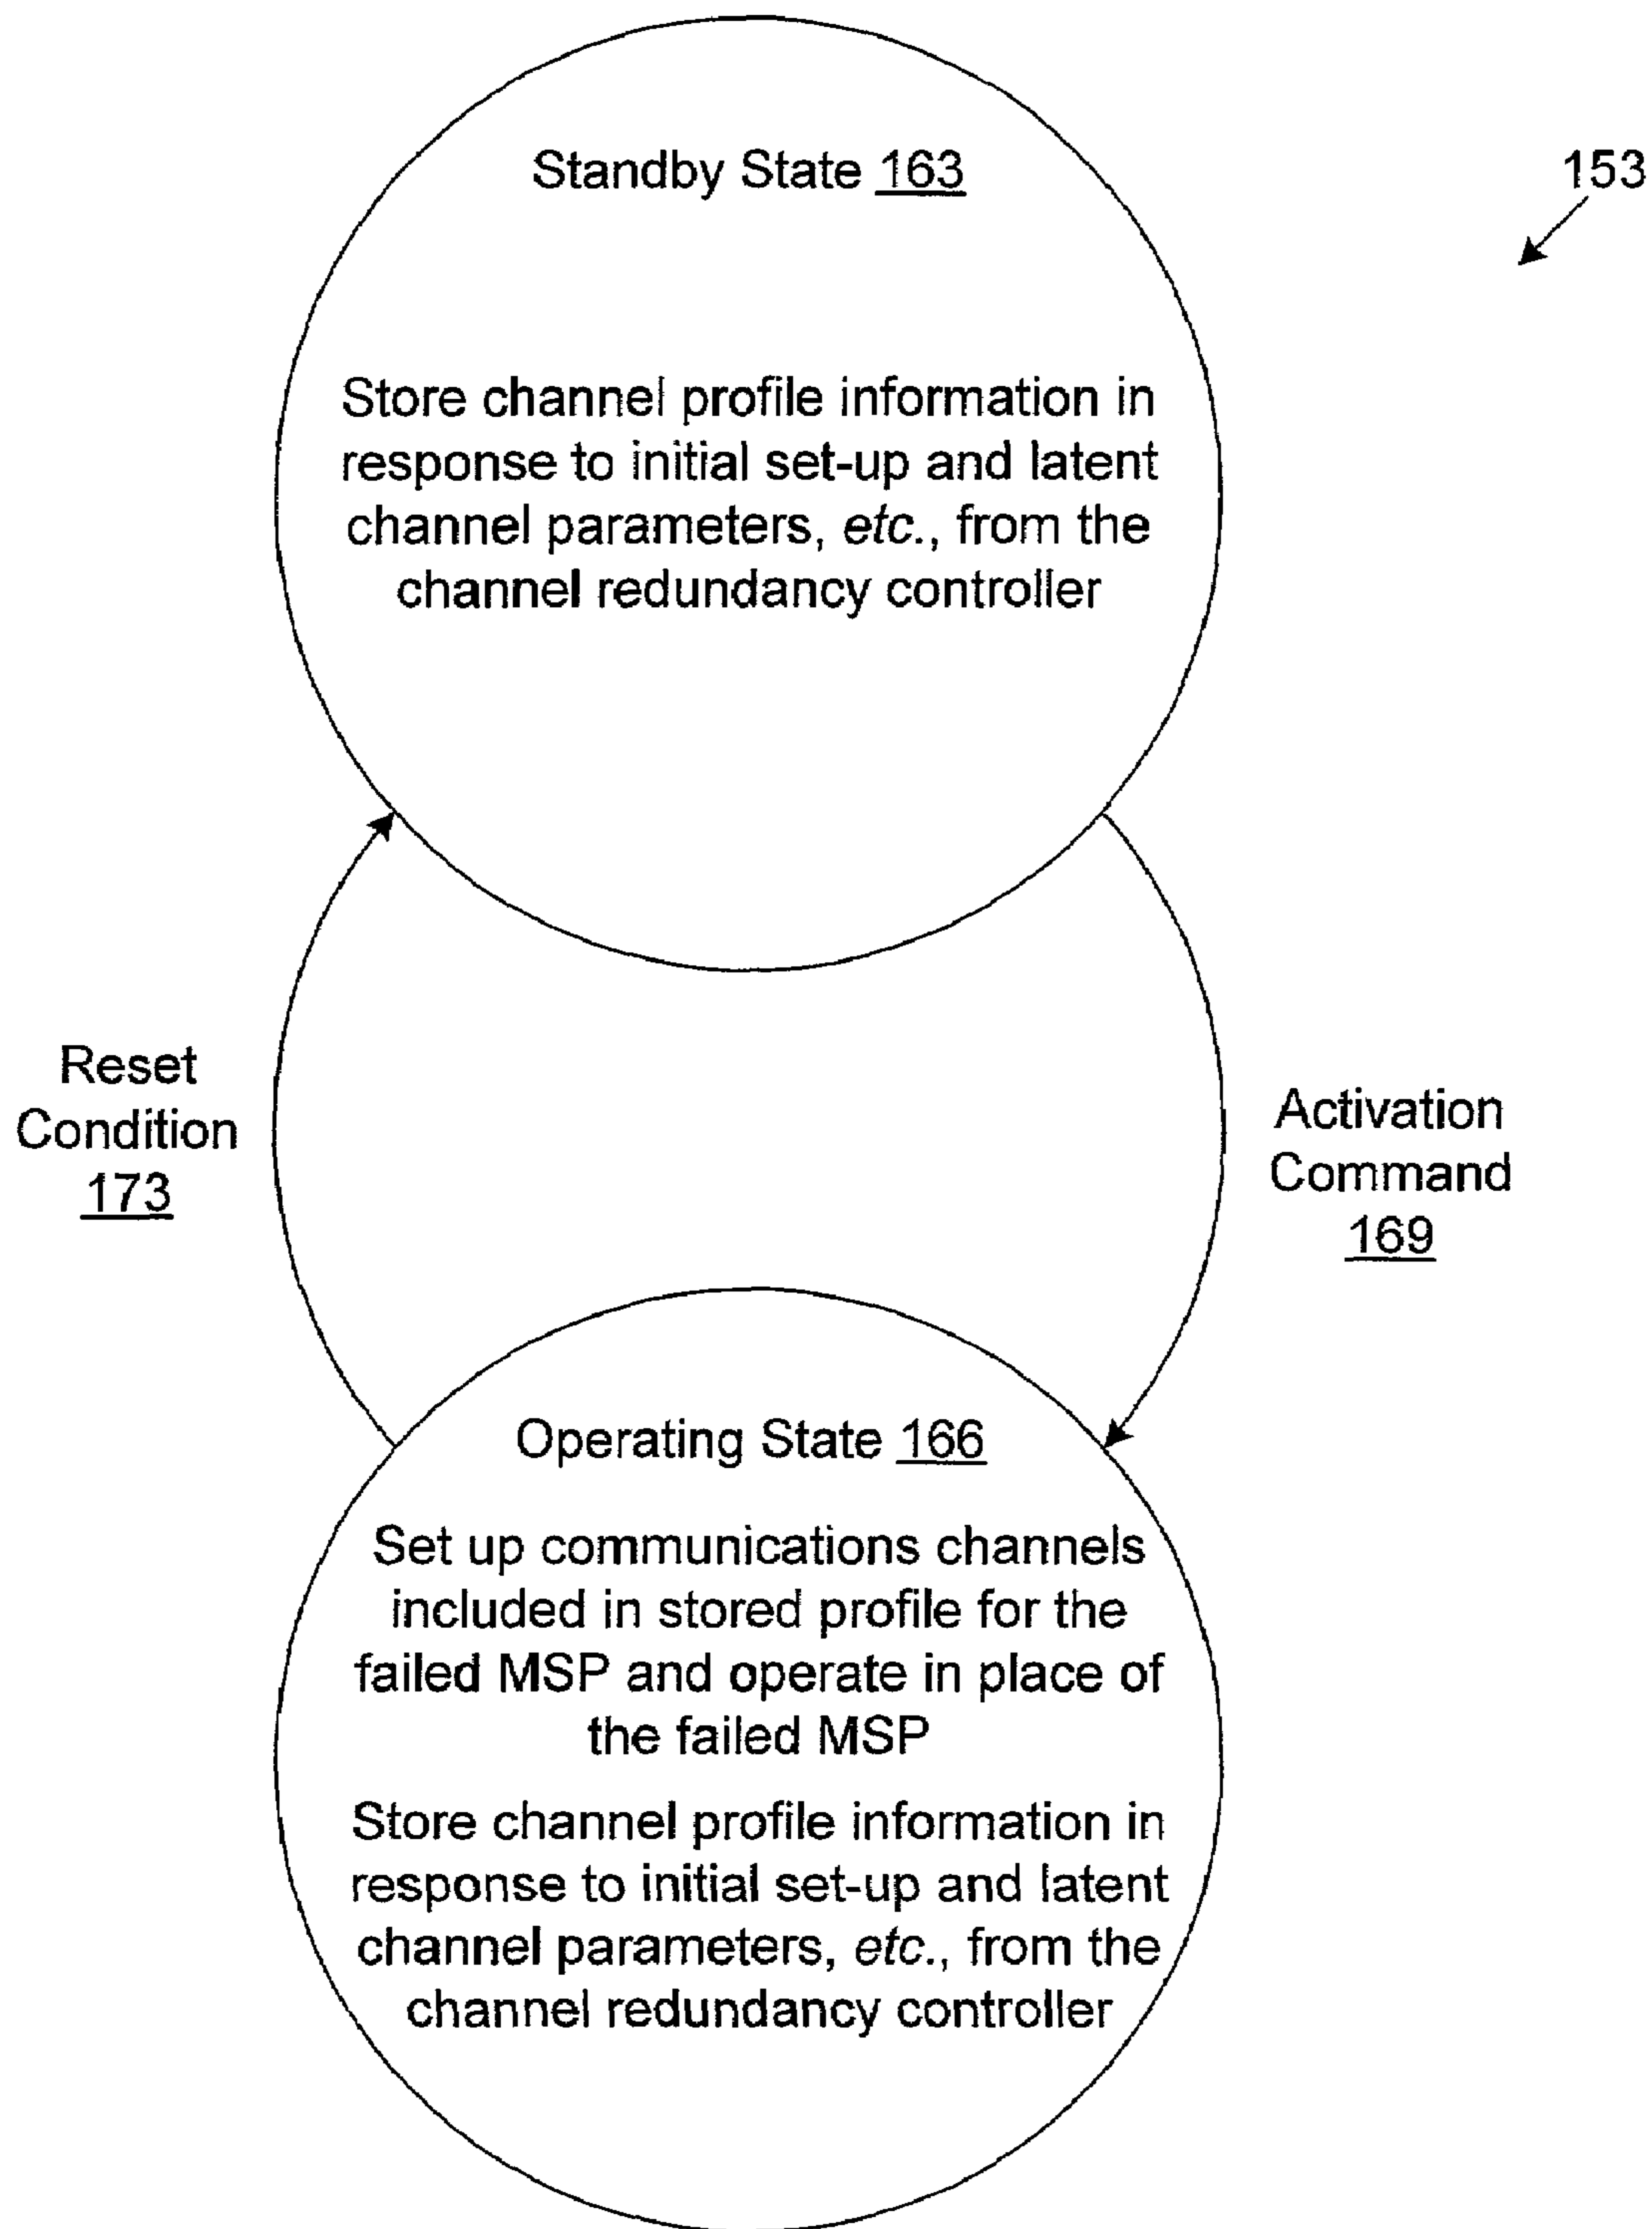 Standby State 163
153
Store channel profile information in
response to initial set-up and latent
channel parameters, etc., from the
channel redundancy controller
Reset
Condition
173
Activation
Command
169
Operating State 166
Set up communications channels
included in stored profile for the
failed MSP and operate in place of
the failed MSP
Store channel profile information in
response to initial set-up and latent
channel parameters, etc., from the
channel redundancy controller